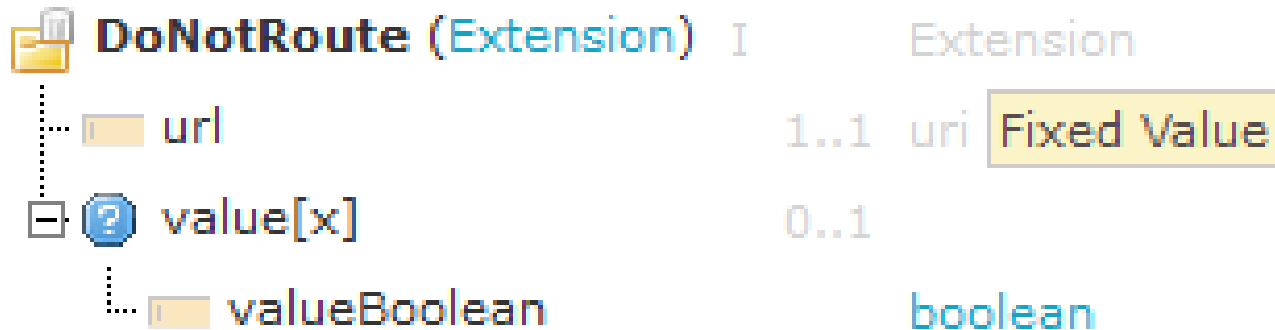 DoNotRoute (Extension) I Extension
url 1..1 uri Fixed Value
value[x] 0..1
valueBoolean boolean